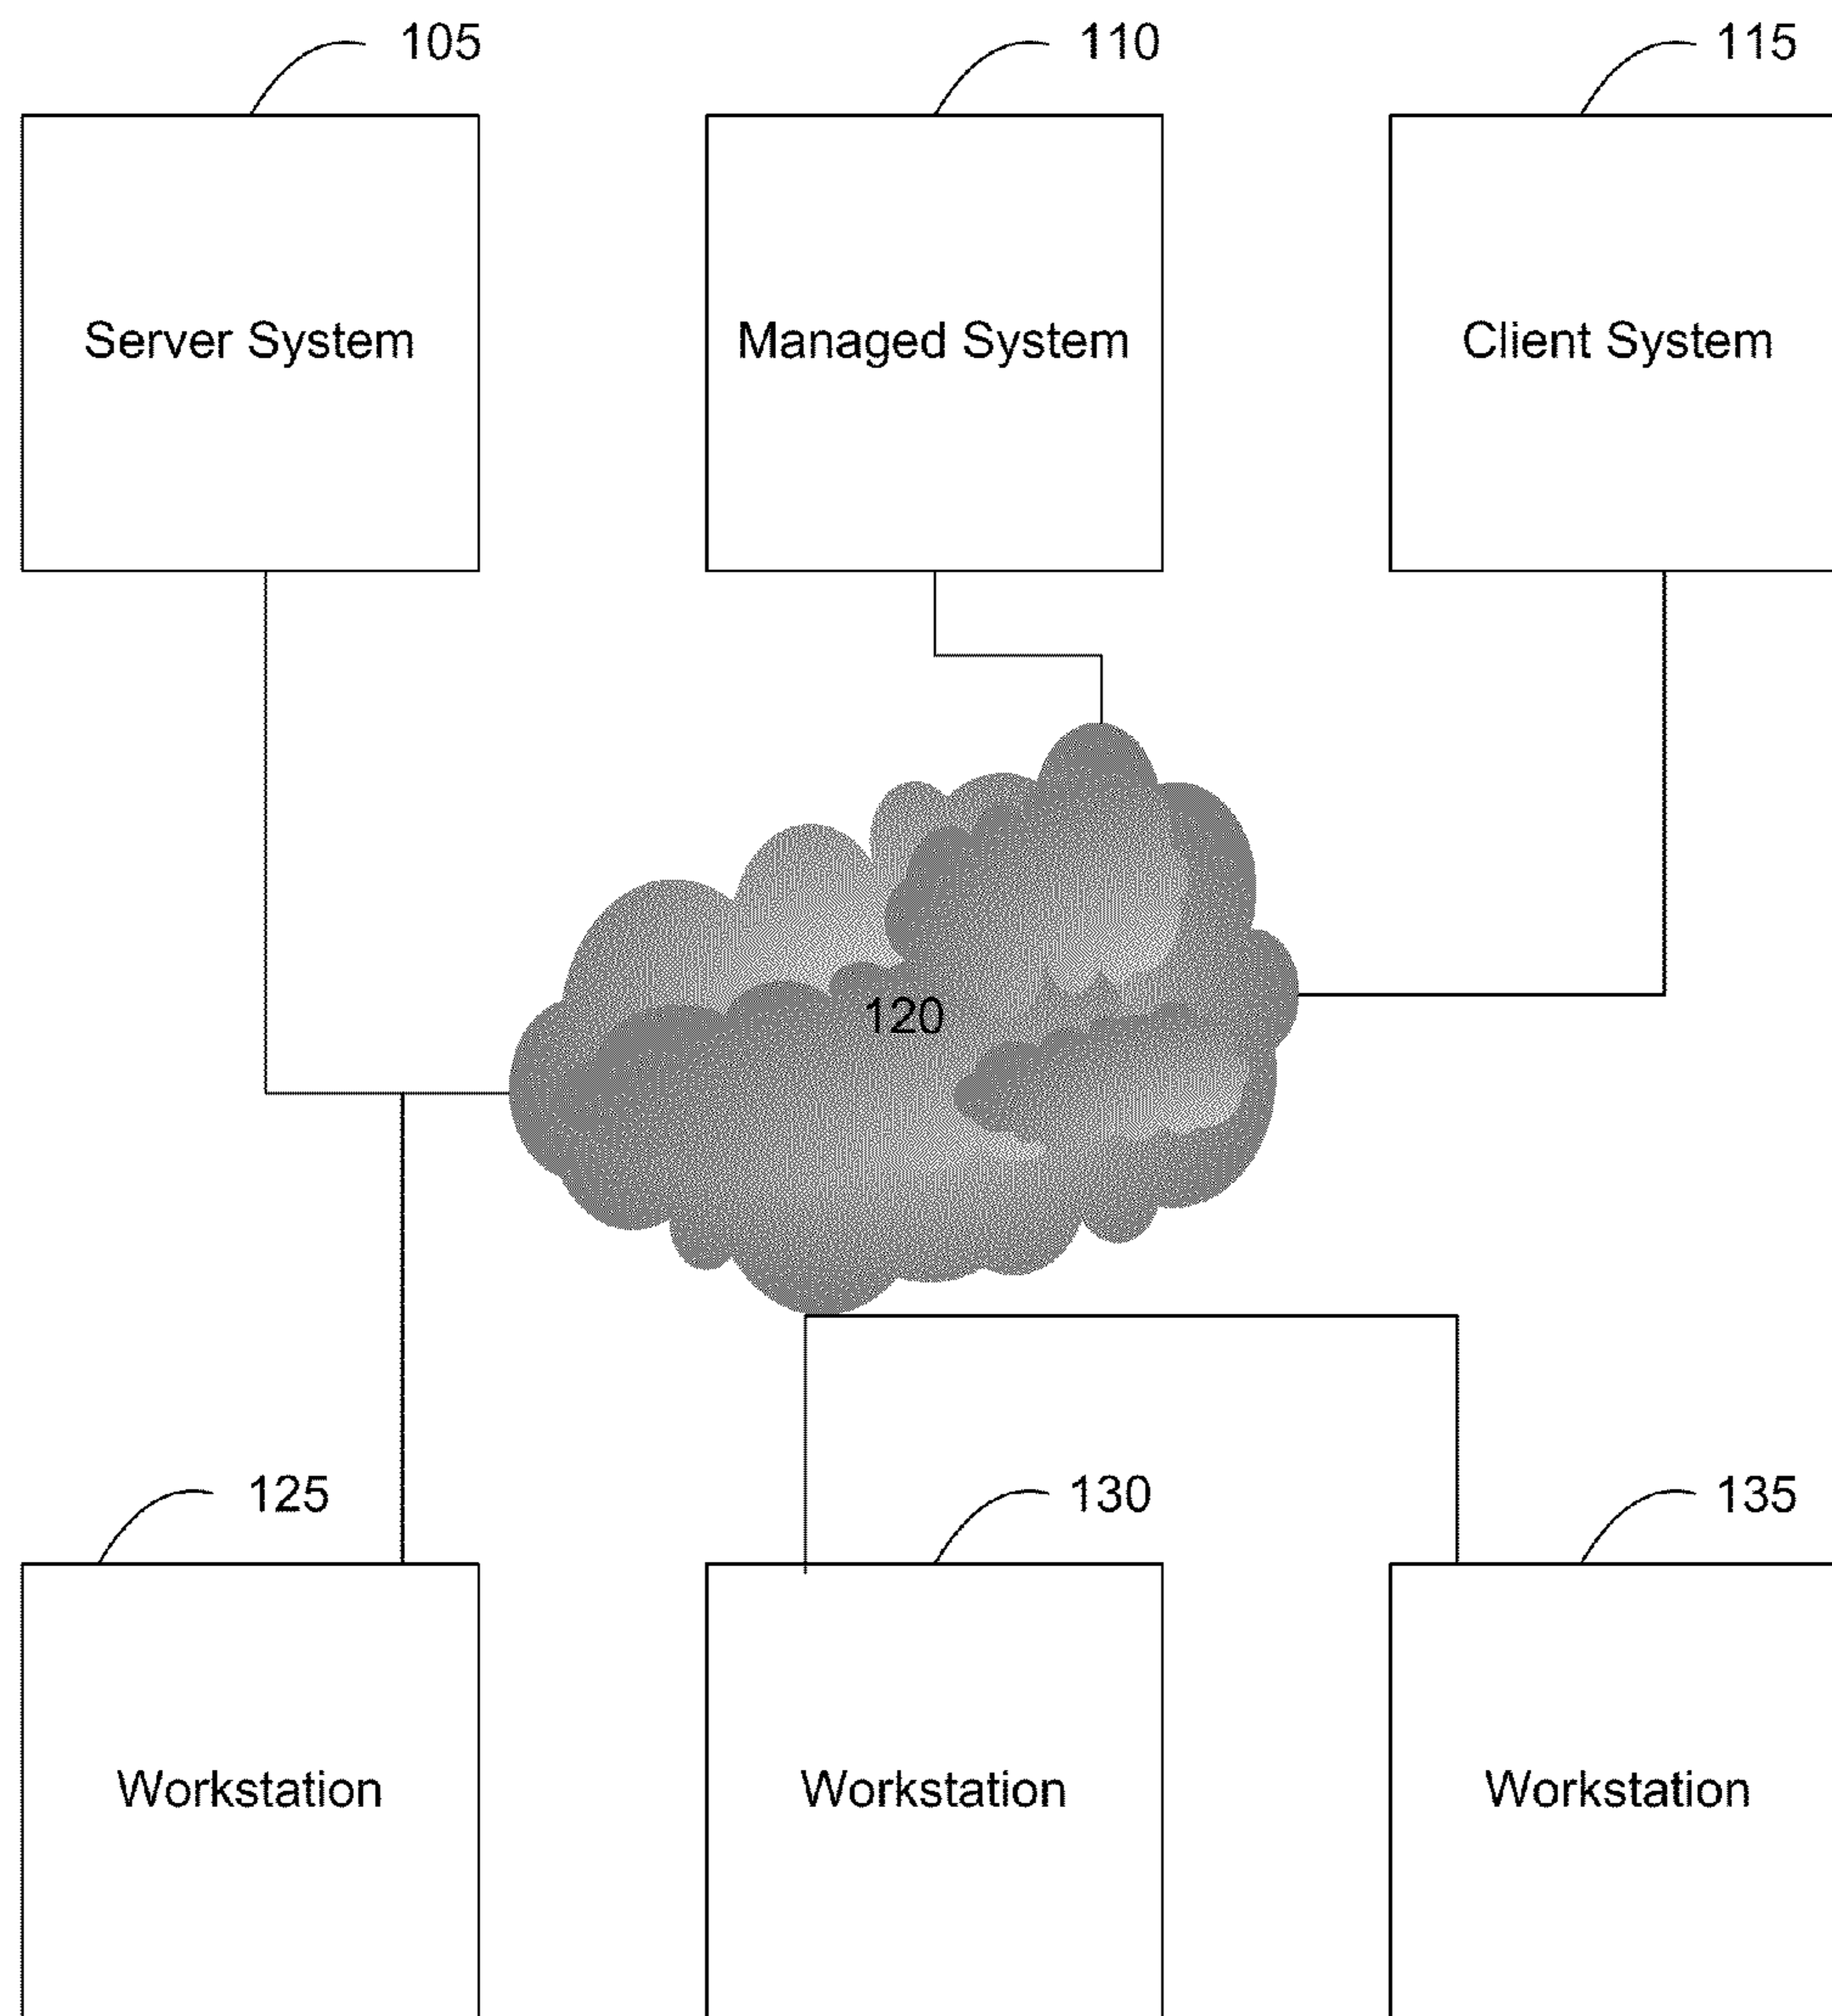 105
110
115
Server System
Managed System
Client System
120
125
130
135
Workstation
Workstation
Workstation